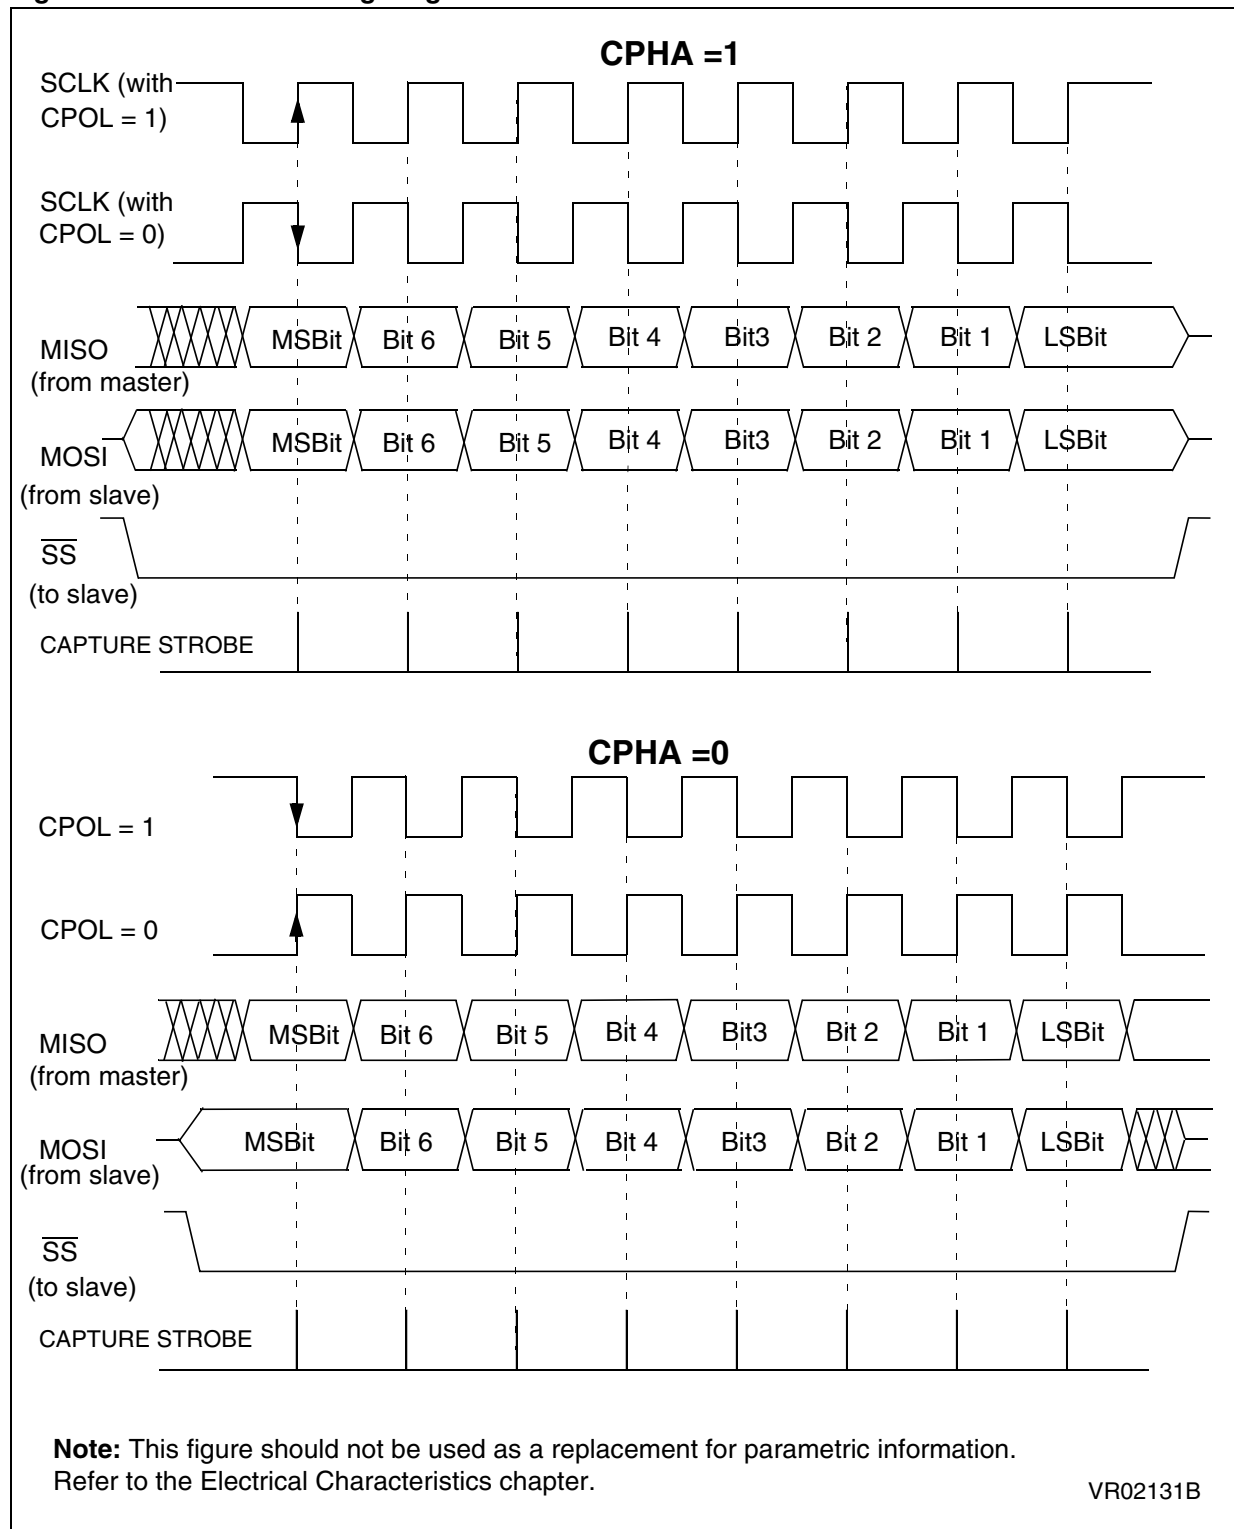 CPHA =1
SCLK (with
CPOL = 1)
SCLK (with
CPOL = 0)
MSBit Bit 6 Bit 5 Bit 4 Bit3 Bit 2 Bit 1 LSBit
MISO
(from master)
MSBit Bit 6 Bit 5 Bit 4 Bit3 Bit 2 Bit 1 LSBit
MOSI
(from slave)
SS
(to slave)
CAPTURE STROBE
CPHA =0
CPOL = 1
CPOL = 0
MSBit Bit 6 Bit 5 Bit 4 Bit3 Bit 2 Bit 1 LSBit
MISO
(from master)
MSBit Bit 6 Bit 5 Bit 4 Bit3 Bit 2 Bit 1 LSBit
MOSI
(from slave)
SS
(to slave)
CAPTURE STROBE
Note: This figure should not be used as a replacement for parametric information.
Refer to the Electrical Characteristics chapter.
VR02131B